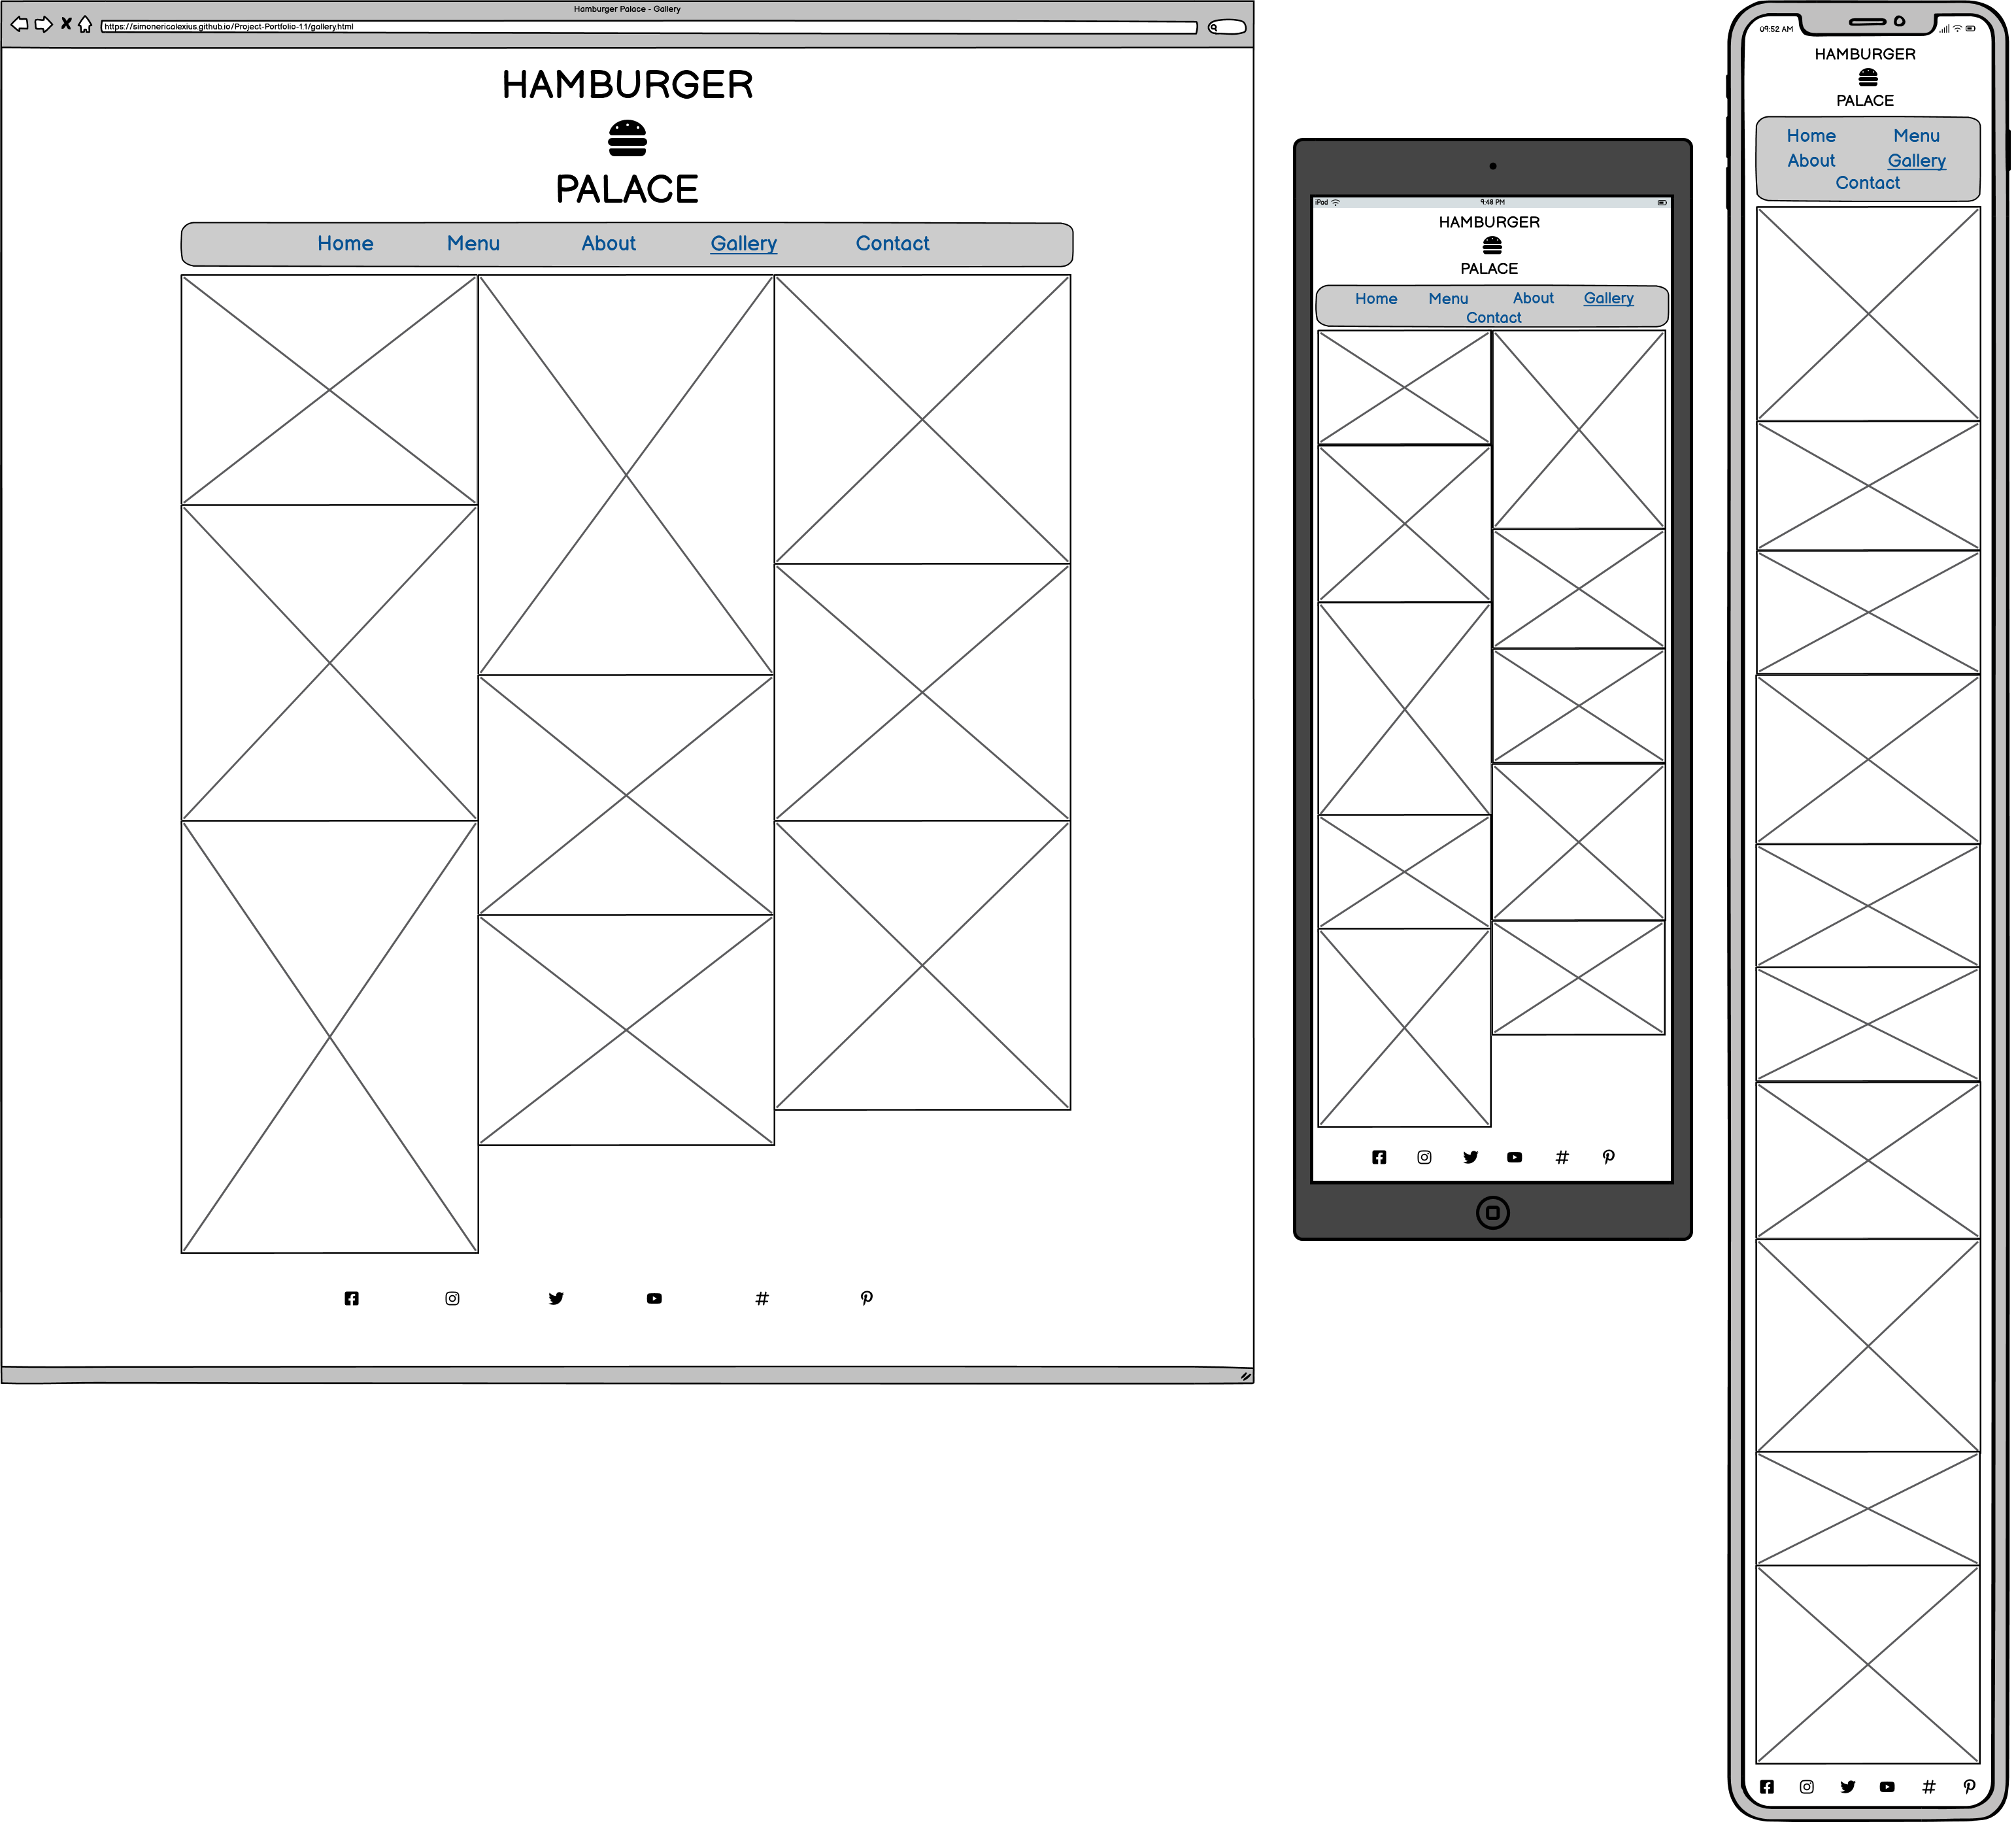 Hamburger Palace - Gallery
https://simonericalexius.github.io/Project-Portfolio-1.1/gallery.html
HAMBURGER
PALACE
Home Menu About Gallery Contact
iPad 9:48 PM
HAMBURGER
PALACE
Home Menu About Gallery
Contact
09:52 AM
HAMBURGER
PALACE
Home Menu
About Gallery
Contact